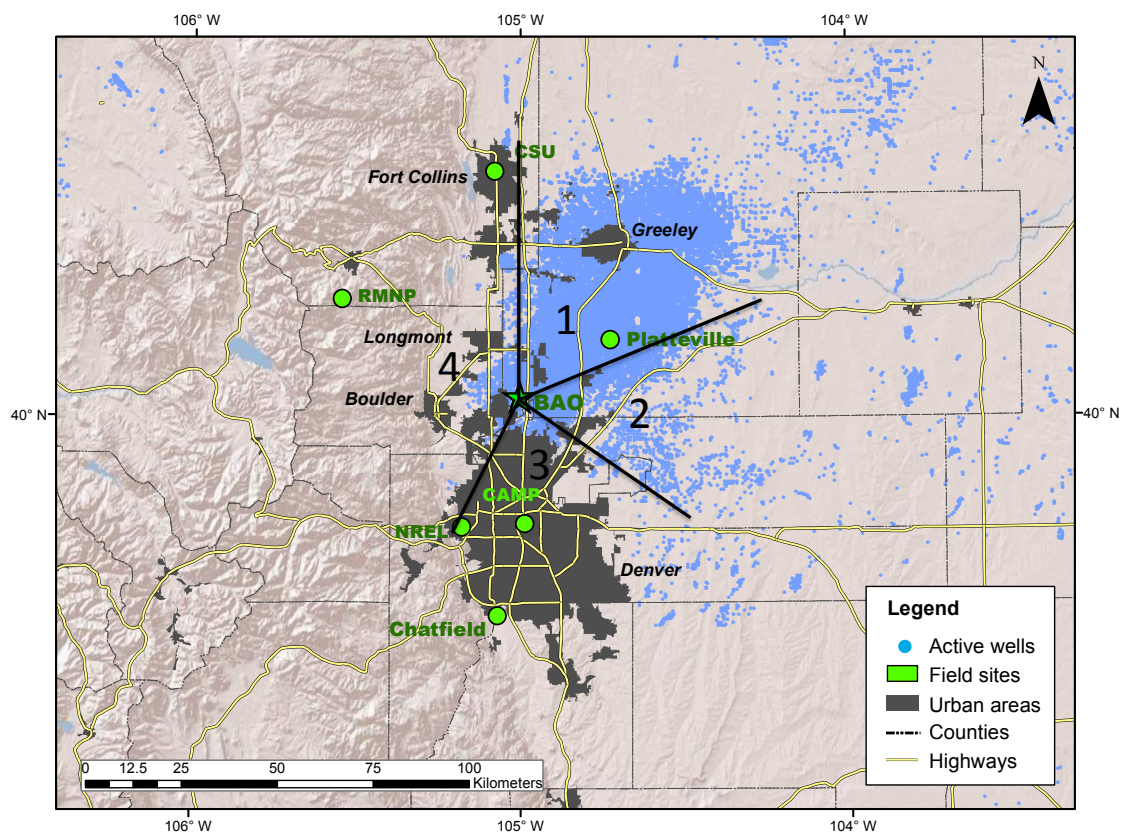 106° W
105° W
104° W
N
CSU
Fort Collins
Greeley
RMNP
1
Longmont
Platteville
4
Boulder
BAO
2
40° N
40° N
3
CAMP
NREL
Denver
Chatfield
Legend
Active wells
Field sites
Urban areas
Counties
Highways
0 12.5 25 50 75 100
Kilometers
106° W
105° W
104° W